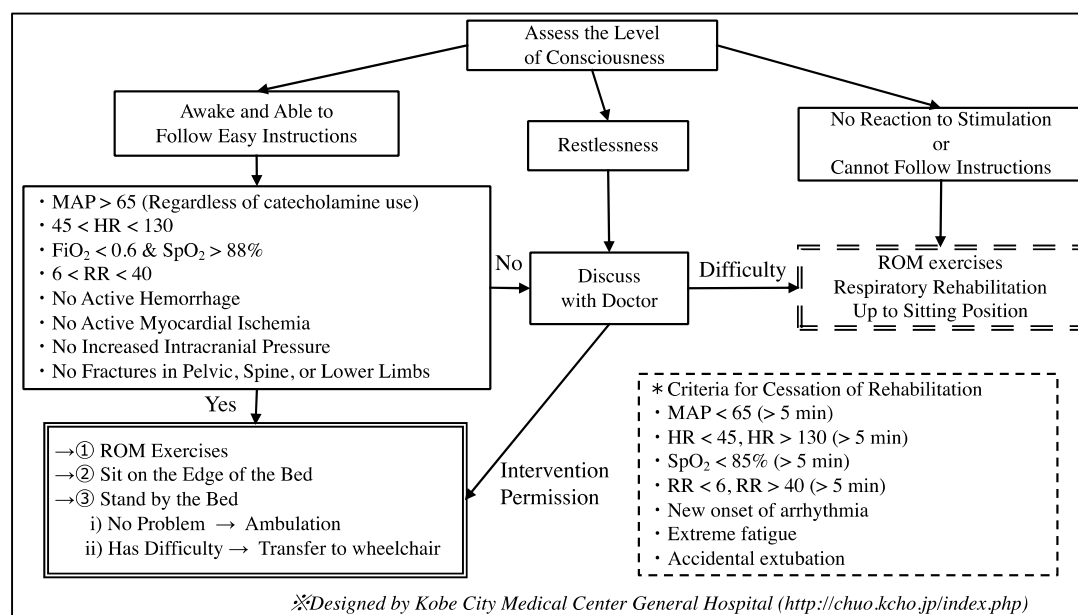 Assess the Level
of Consciousness
Awake and Able to
Follow Easy Instructions
Restlessness
No Reaction to Stimulation
or
Cannot Follow Instructions
・MAP > 65 (Regardless of catecholamine use)
・45 < HR < 130
・FiO₂ < 0.6 & SpO₂ > 88%
・6 < RR < 40
・No Active Hemorrhage
・No Active Myocardial Ischemia
・No Increased Intracranial Pressure
・No Fractures in Pelvic, Spine, or Lower Limbs
No
Discuss
with Doctor
Difficulty
ROM exercises
Respiratory Rehabilitation
Up to Sitting Position
Yes
→① ROM Exercises
→② Sit on the Edge of the Bed
→③ Stand by the Bed
i) No Problem → Ambulation
ii) Has Difficulty → Transfer to wheelchair
Intervention
Permission
＊Criteria for Cessation of Rehabilitation
・MAP < 65 (> 5 min)
・HR < 45, HR > 130 (> 5 min)
・SpO₂ < 85% (> 5 min)
・RR < 6, RR > 40 (> 5 min)
・New onset of arrhythmia
・Extreme fatigue
・Accidental extubation
※Designed by Kobe City Medical Center General Hospital (http://chuo.kcho.jp/index.php)